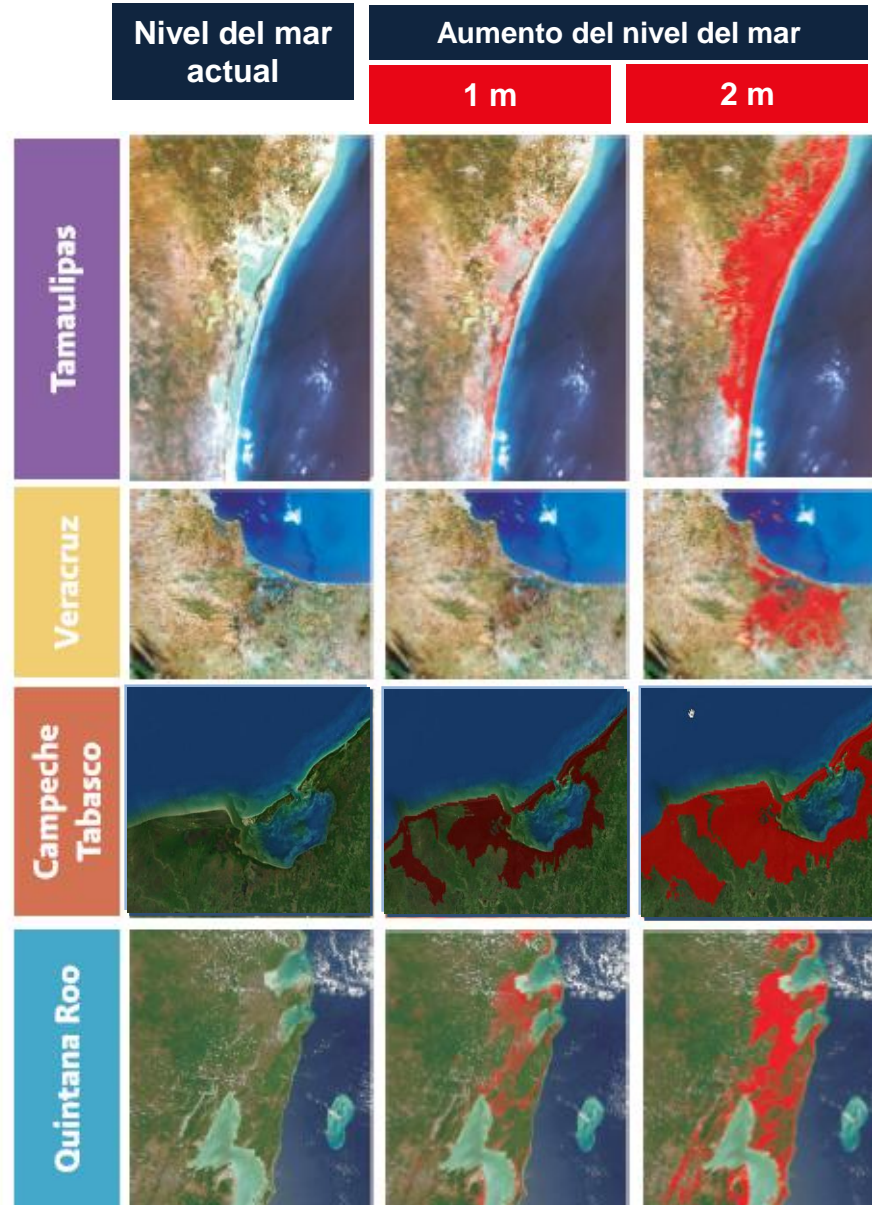 Nivel del mar
actual
Aumento del nivel del mar
1 m
2 m
Tamaulipas
Veracruz
Campeche
Tabasco
Quintana Roo